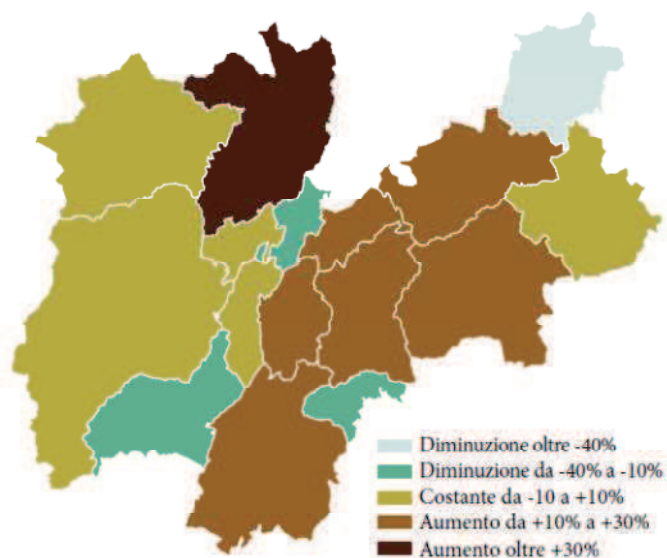 Diminuzione oltre -40%
Diminuzione da -40% a -10%
Costante da -10 a +10%
Aumento da +10% a +30%
Aumento oltre +30%